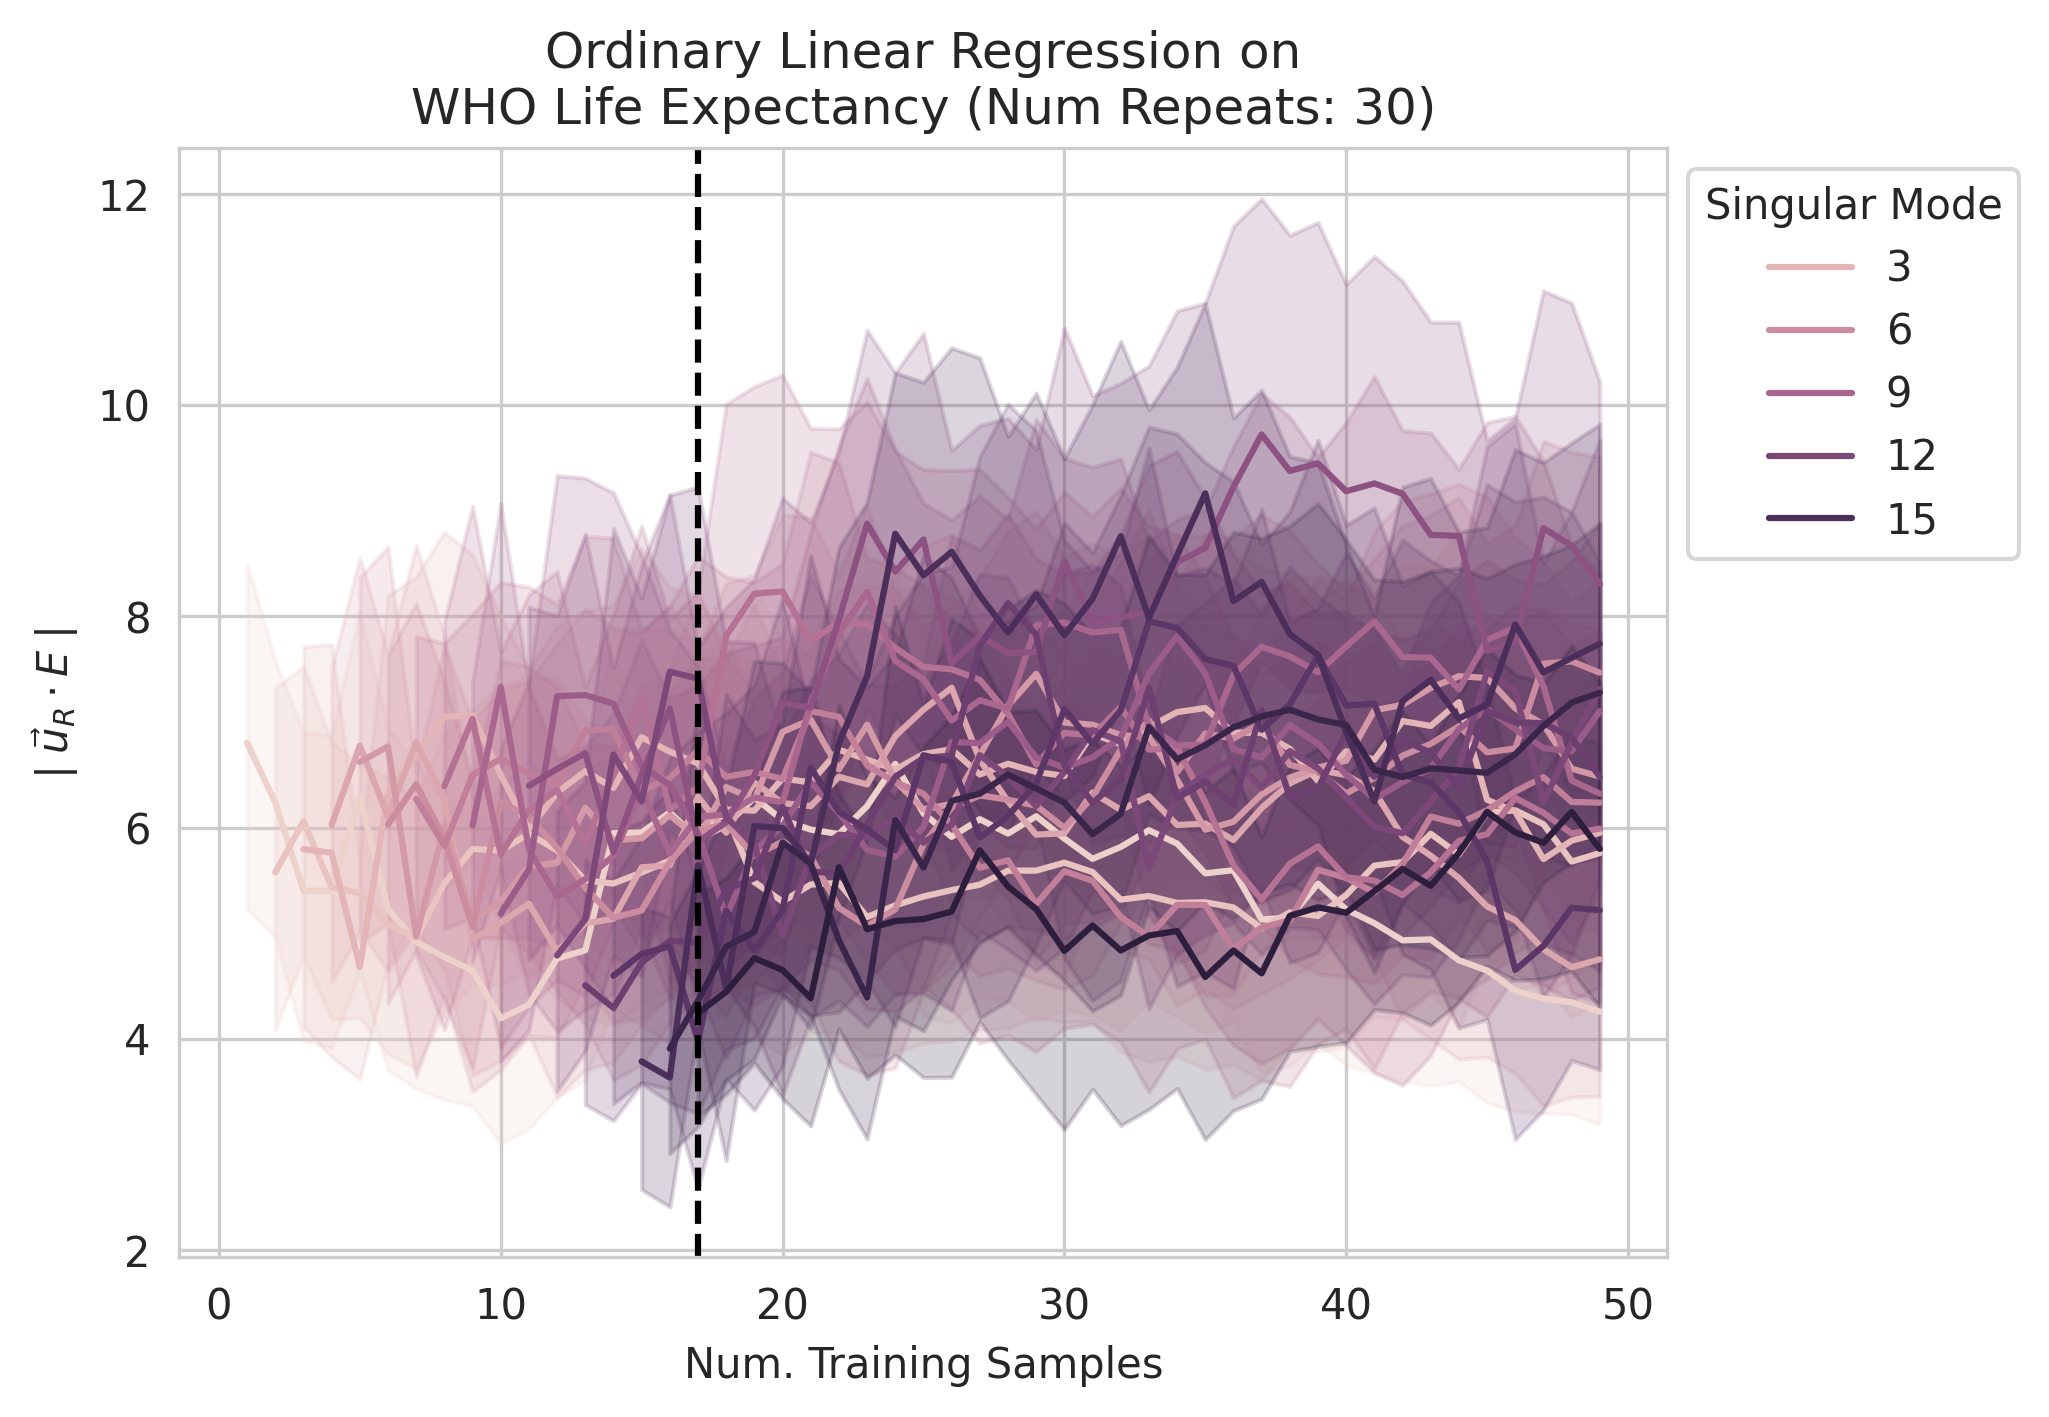 Ordinary Linear Regression on
WHO Life Expectancy (Num Repeats: 30)
12
10
8
6
4
2
| u⃗_R · E |
0 10 20 30 40 50
Num. Training Samples
Singular Mode
3
6
9
12
15